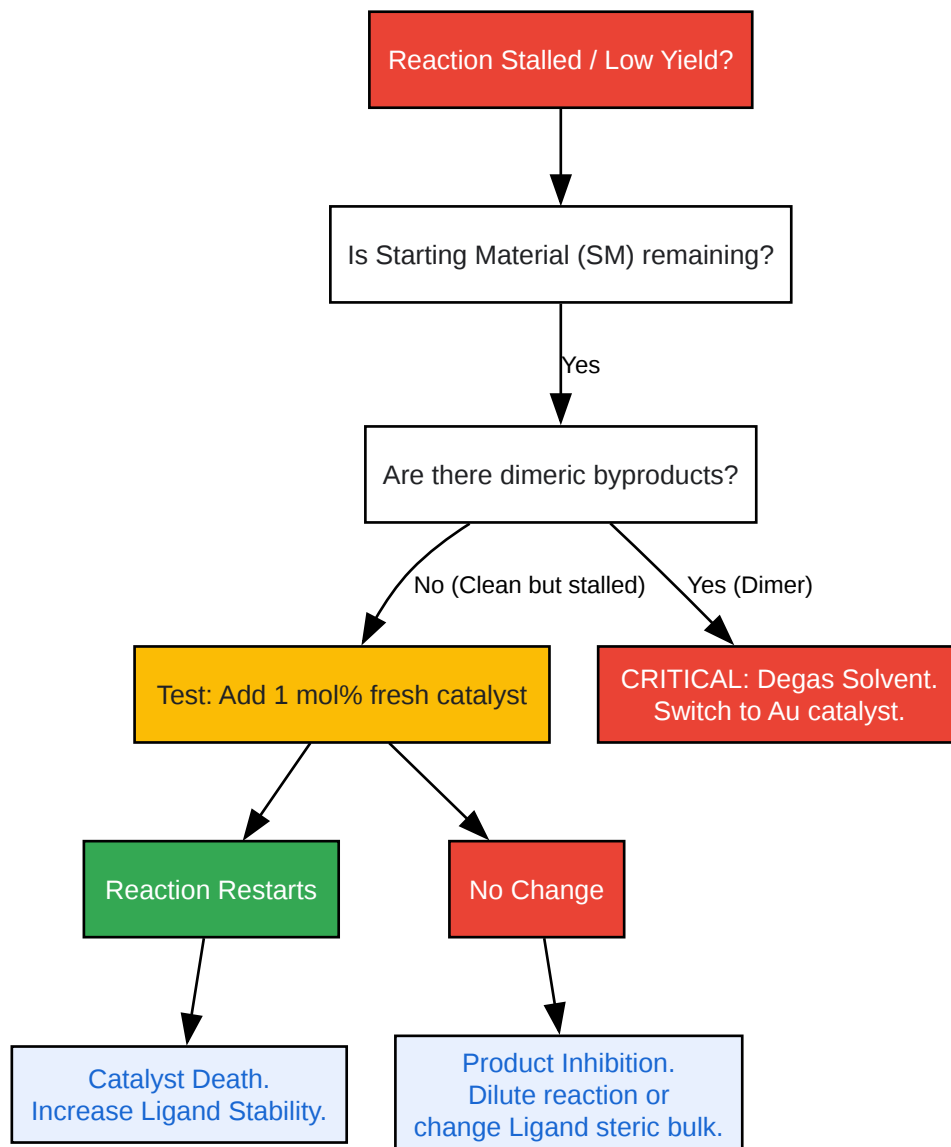 Reaction Stalled / Low Yield?
Is Starting Material (SM) remaining?
Yes
Are there dimeric byproducts?
No (Clean but stalled)
Yes (Dimer)
Test: Add 1 mol% fresh catalyst
CRITICAL: Degas Solvent.
Switch to Au catalyst.
Reaction Restarts
No Change
Catalyst Death.
Increase Ligand Stability.
Product Inhibition.
Dilute reaction or
change Ligand steric bulk.